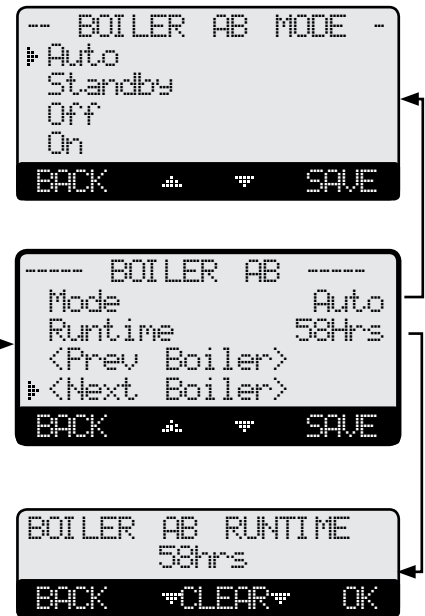 -- BOILER AB MODE -
Auto
Standby
Off
On
BACK SAVE
----- BOILER AB -----
Mode Auto
Runtime 58Hrs
<Prev Boiler>
<Next Boiler>
BACK SAVE
BOILER AB RUNTIME
58hrs
BACK CLEAR OK